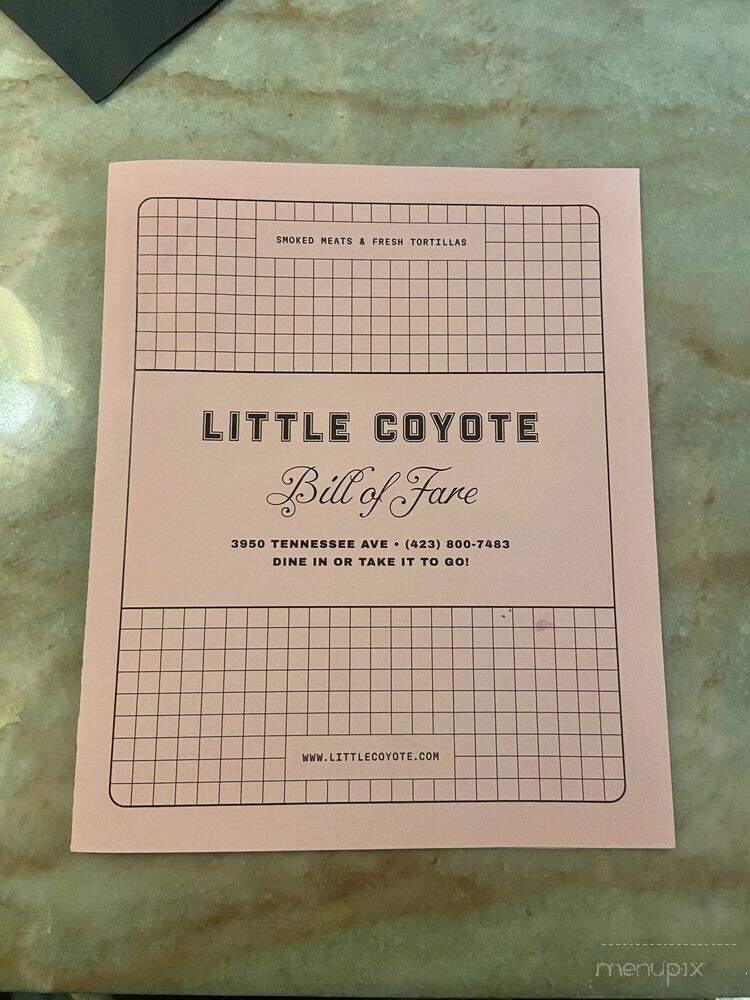 SMOKED MEATS & FRESH TORTILLAS
LITTLE COYOTE
Bill of Fare
3950 TENNESSEE AVE • (423) 800-7483
DINE IN OR TAKE IT TO GO!
WWW.LITTLECOYOTE.COM
menupix